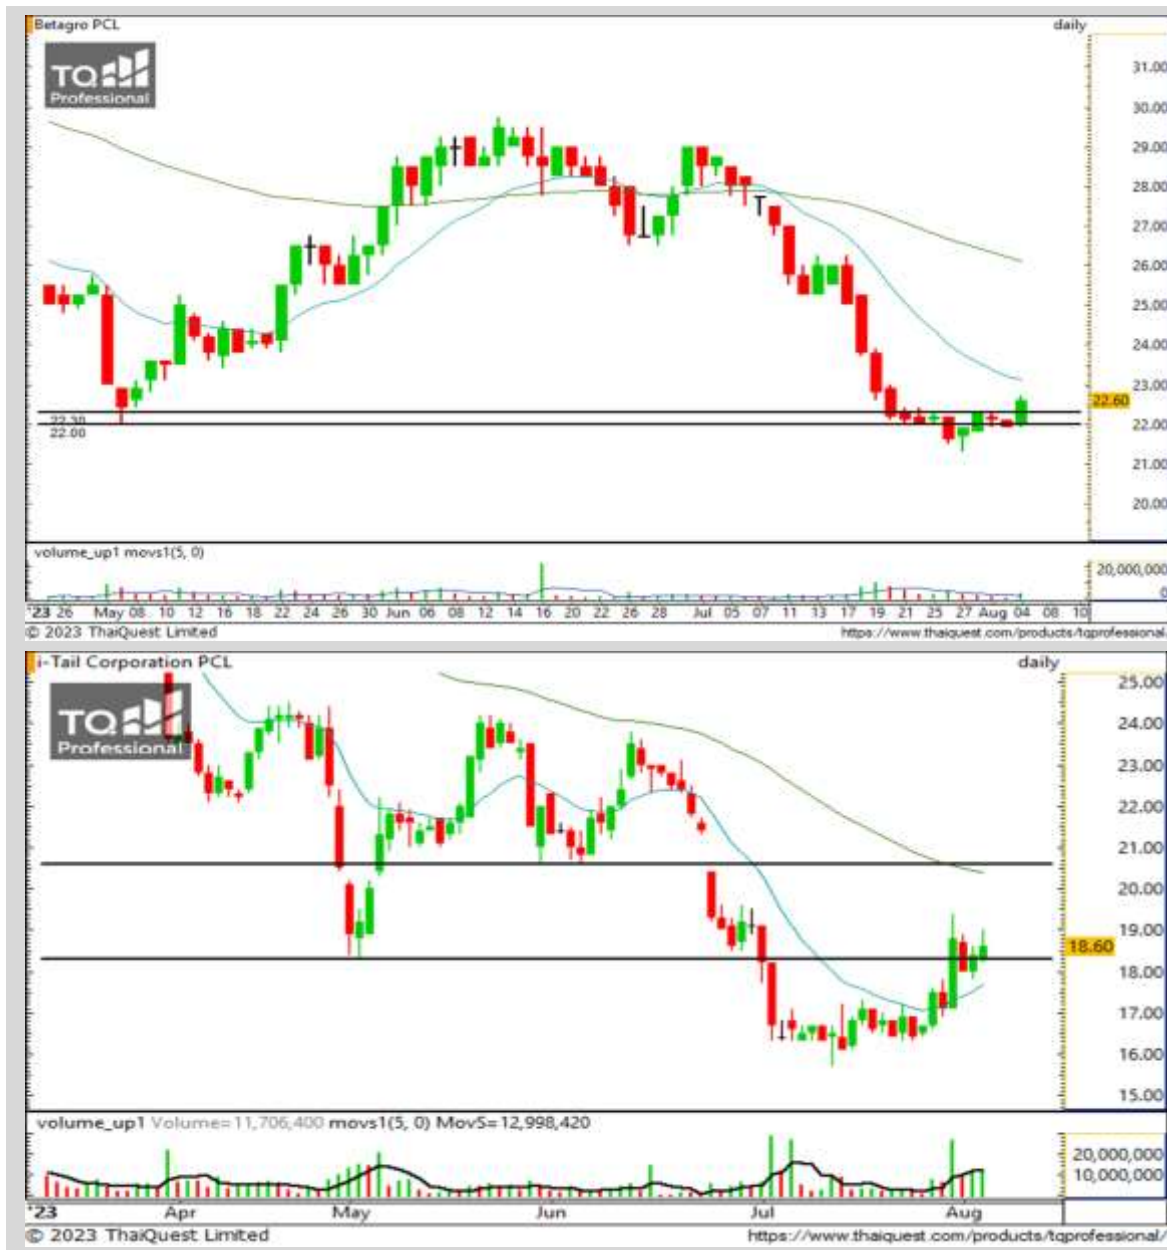 Betagro PCL daily
TQ
Professional
31.00
30.00
29.00
28.00
27.00
26.00
25.00
24.00
23.00
22.60
22.00
21.00
20.00
22.30
22.00
volume_up1 movs1(5, 0)
20,000,000
0
'23 26 May 08 10 12 16 18 22 24 26 30 Jun 06 08 12 14 16 20 22 26 28 Jul 05 07 11 13 17 19 21 25 27 Aug 04 08 10
© 2023 ThaiQuest Limited https://www.thaiquest.com/products/tqprofessional/
i-Tail Corporation PCL daily
TQ
Professional
25.00
24.00
23.00
22.00
21.00
20.00
19.00
18.60
18.00
17.00
16.00
15.00
volume_up1 Volume=11,706,400 movs1(5, 0) MovS=12,998,420
20,000,000
10,000,000
'23 Apr May Jun Jul Aug
© 2023 ThaiQuest Limited https://www.thaiquest.com/products/tqprofessional/